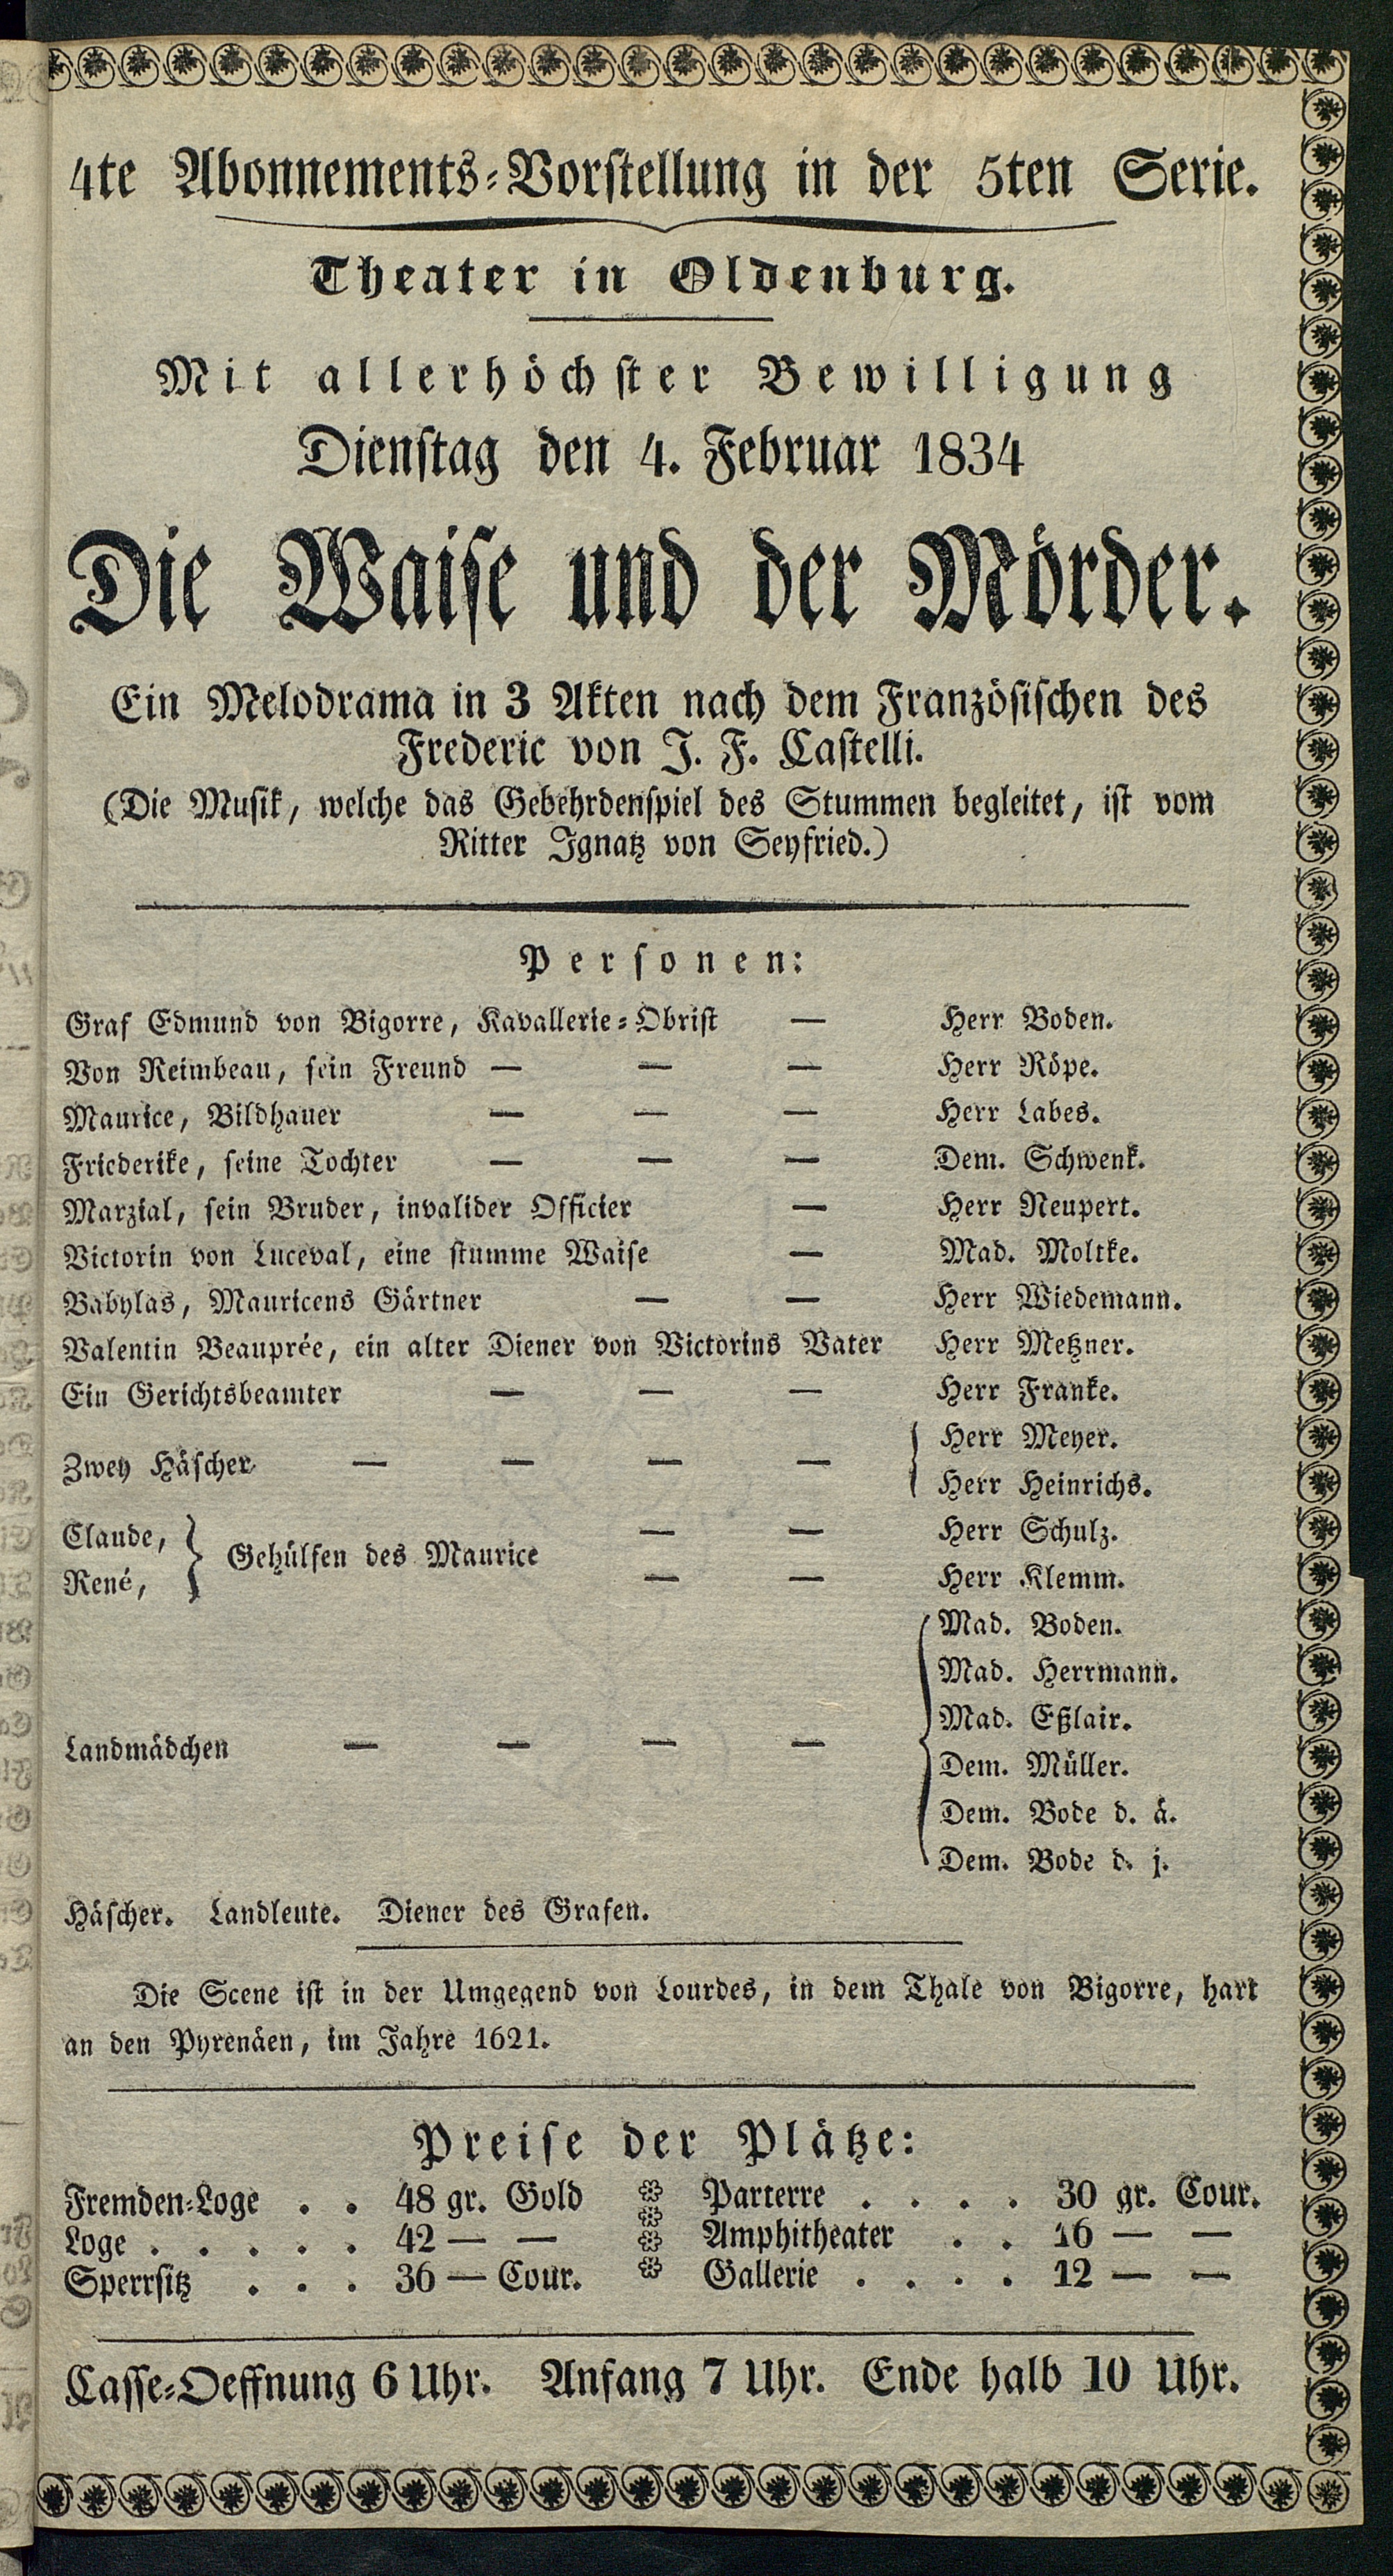 4te Abonnements-Vorstellung in der 5ten Serie.
Theater in Oldenburg.
Mit allerhöchster Bewilligung
Dienstag den 4. Februar 1834
Die Waise und der Mörder.
Ein Melodrama in 3 Akten nach dem Französischen des
Frederic von J. F. Castelli.
(Die Musik, welche das Gebehrdenspiel des Stummen begleitet, ist vom
Ritter Ignatz von Seyfried.)
Personen:
Graf Edmund von Bigorre, Kavallerie-Obrist — Herr Boden.
Von Reimbeau, sein Freund — — — Herr Röpe.
Maurice, Bildhauer — — — Herr Labes.
Friederike, seine Tochter — — — Dem. Schwenk.
Marzial, sein Bruder, invalider Officier — Herr Neupert.
Victorin von Luceval, eine stumme Waise — Mad. Moltke.
Babylas, Mauricens Gärtner — — Herr Wiedemann.
Valentin Beauprée, ein alter Diener von Victorins Vater Herr Metzner.
Ein Gerichtsbeamter — — — Herr Franke.
Zwey Häscher — — — — { Herr Meyer.
Herr Heinrichs.
Claude, } Gehülfen des Maurice — — Herr Schulz.
René, — — Herr Klemm.
Landmädchen — — — — { Mad. Boden.
Mad. Herrmann.
Mad. Eßlair.
Dem. Müller.
Dem. Bode d. ä.
Dem. Bode d. j.
Häscher. Landleute. Diener des Grafen.
Die Scene ist in der Umgegend von Lourdes, in dem Thale von Bigorre, hart
an den Pyrenäen, im Jahre 1621.
Preise der Plätze:
Fremden-Loge . . 48 gr. Gold Parterre . . . . 30 gr. Cour.
Loge . . . . . 42 — — Amphitheater . . 16 — —
Sperrsitz . . . 36 — Cour. Gallerie . . . . 12 — —
Casse-Oeffnung 6 Uhr. Anfang 7 Uhr. Ende halb 10 Uhr.